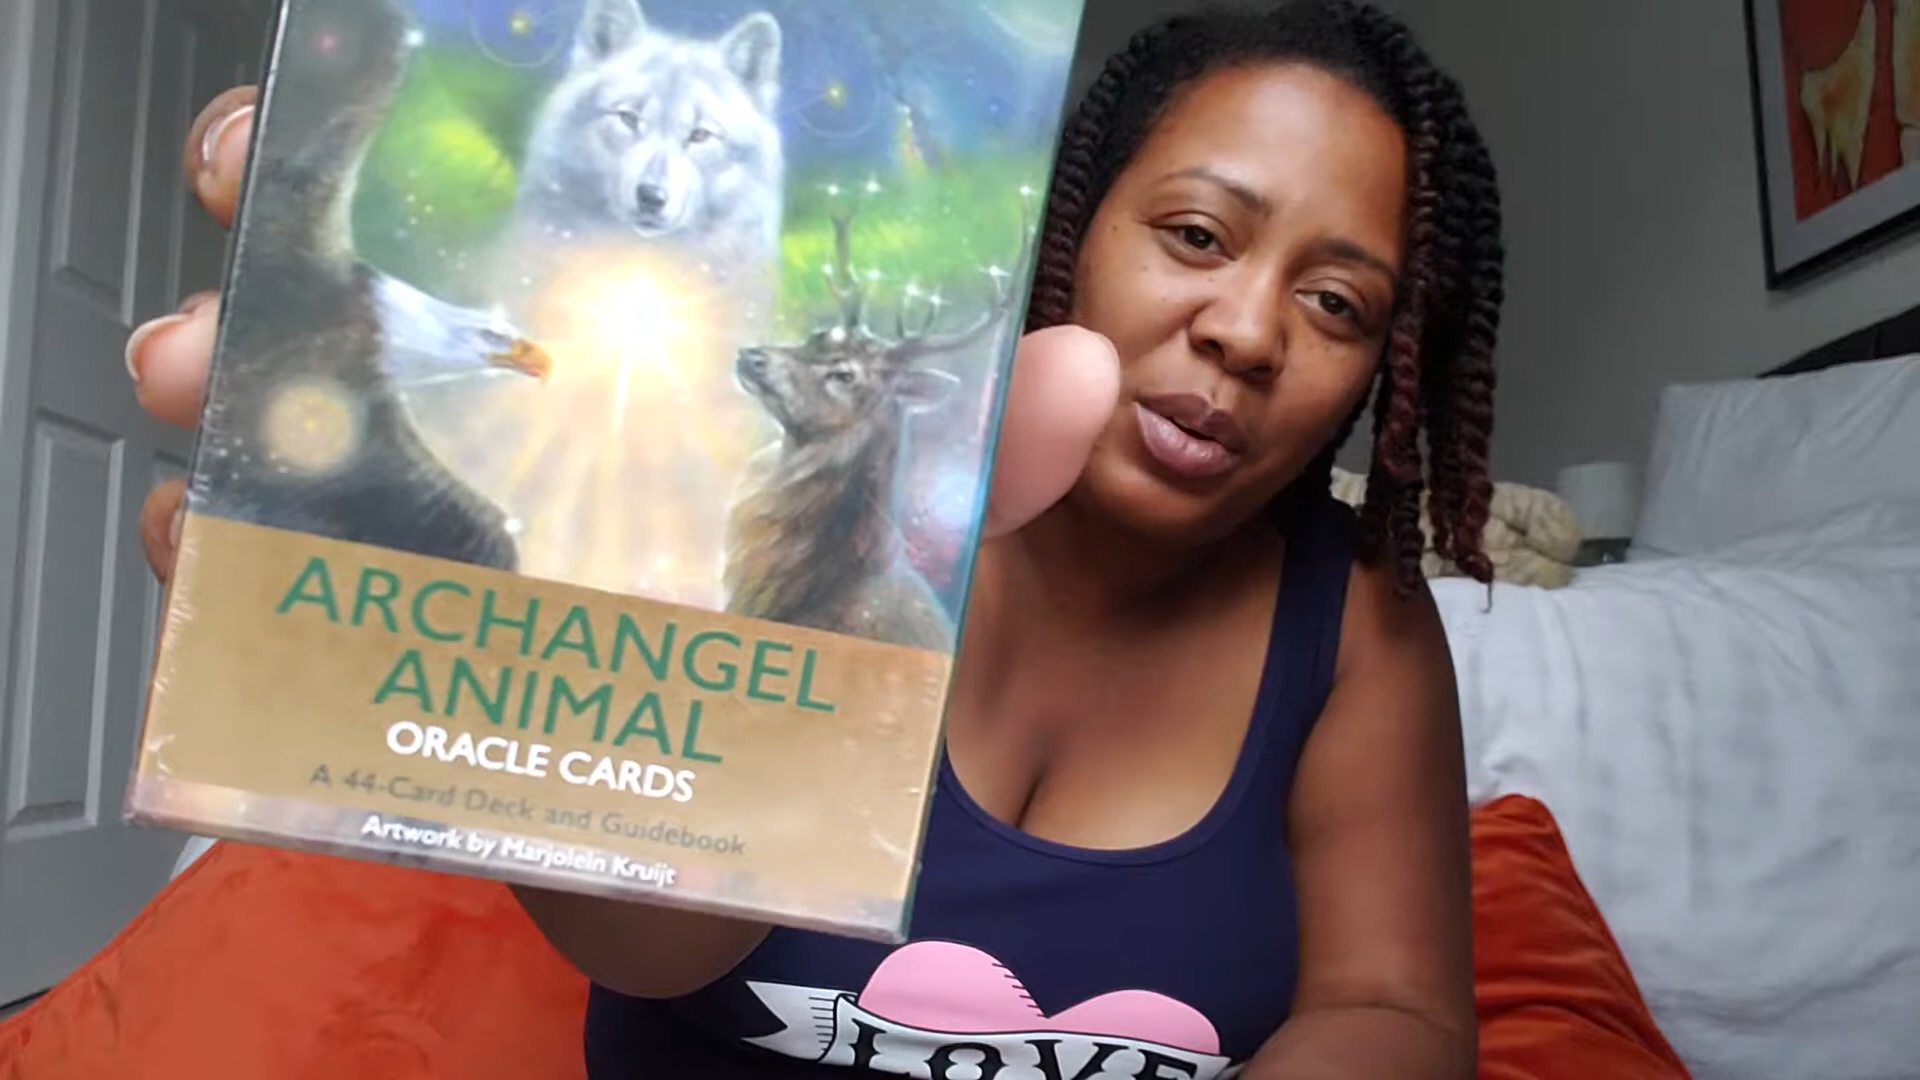 ARCHANGEL
ANIMAL
ORACLE CARDS
A 44-Card Deck and Guidebook
Artwork by Marjolein Kruijt
LOVE